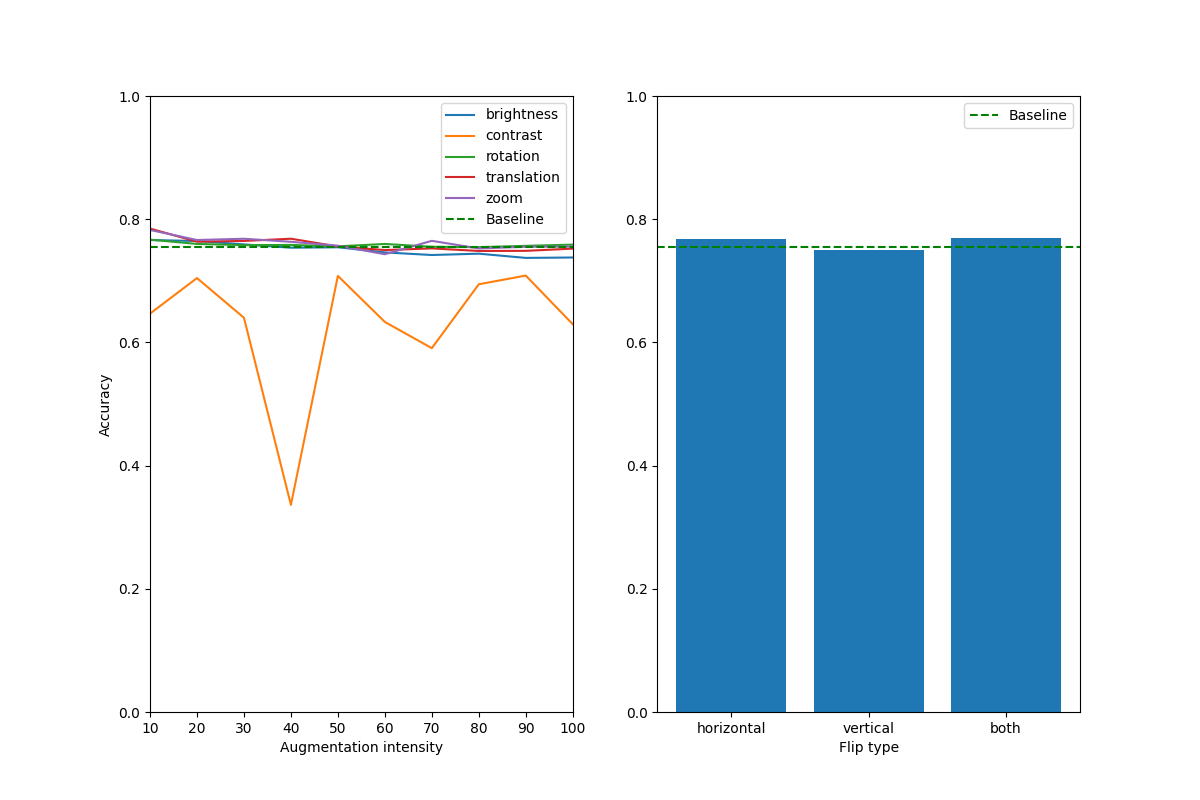 1.0
0.8
0.6
0.4
0.2
0.0
Accuracy
10 20 30 40 50 60 70 80 90 100
Augmentation intensity
brightness
contrast
rotation
translation
zoom
Baseline
1.0
0.8
0.6
0.4
0.2
0.0
horizontal vertical both
Flip type
Baseline